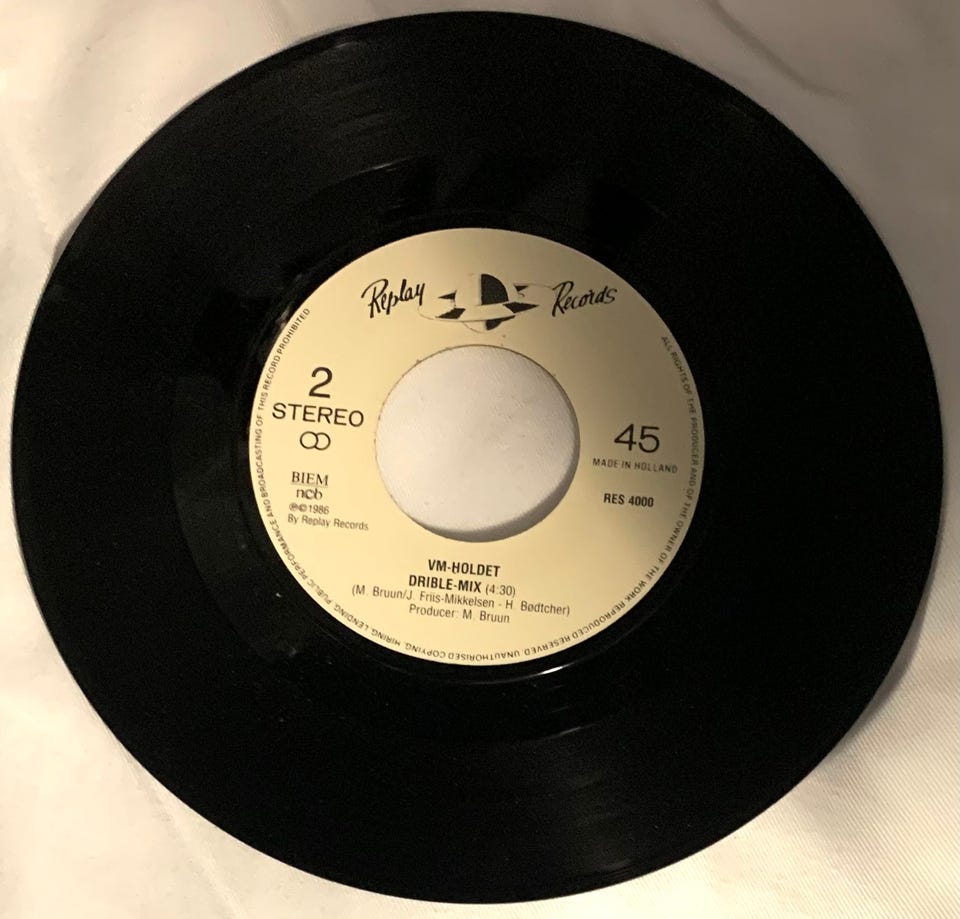 Replay Records
2
STEREO
45
MADE IN HOLLAND
BIEM
ncb
RES 4000
℗©1986
By Replay Records
VM-HOLDET
DRIBLE-MIX (4:30)
(M. Bruun/J. Friis-Mikkelsen - H. Bødtcher)
Producer: M. Bruun
ALL RIGHTS OF THE PRODUCER AND OF THE OWNER OF THE WORK REPRODUCED RESERVED. UNAUTHORISED COPYING, HIRING, LENDING, PUBLIC PERFORMANCE AND BROADCASTING OF THIS RECORD PROHIBITED